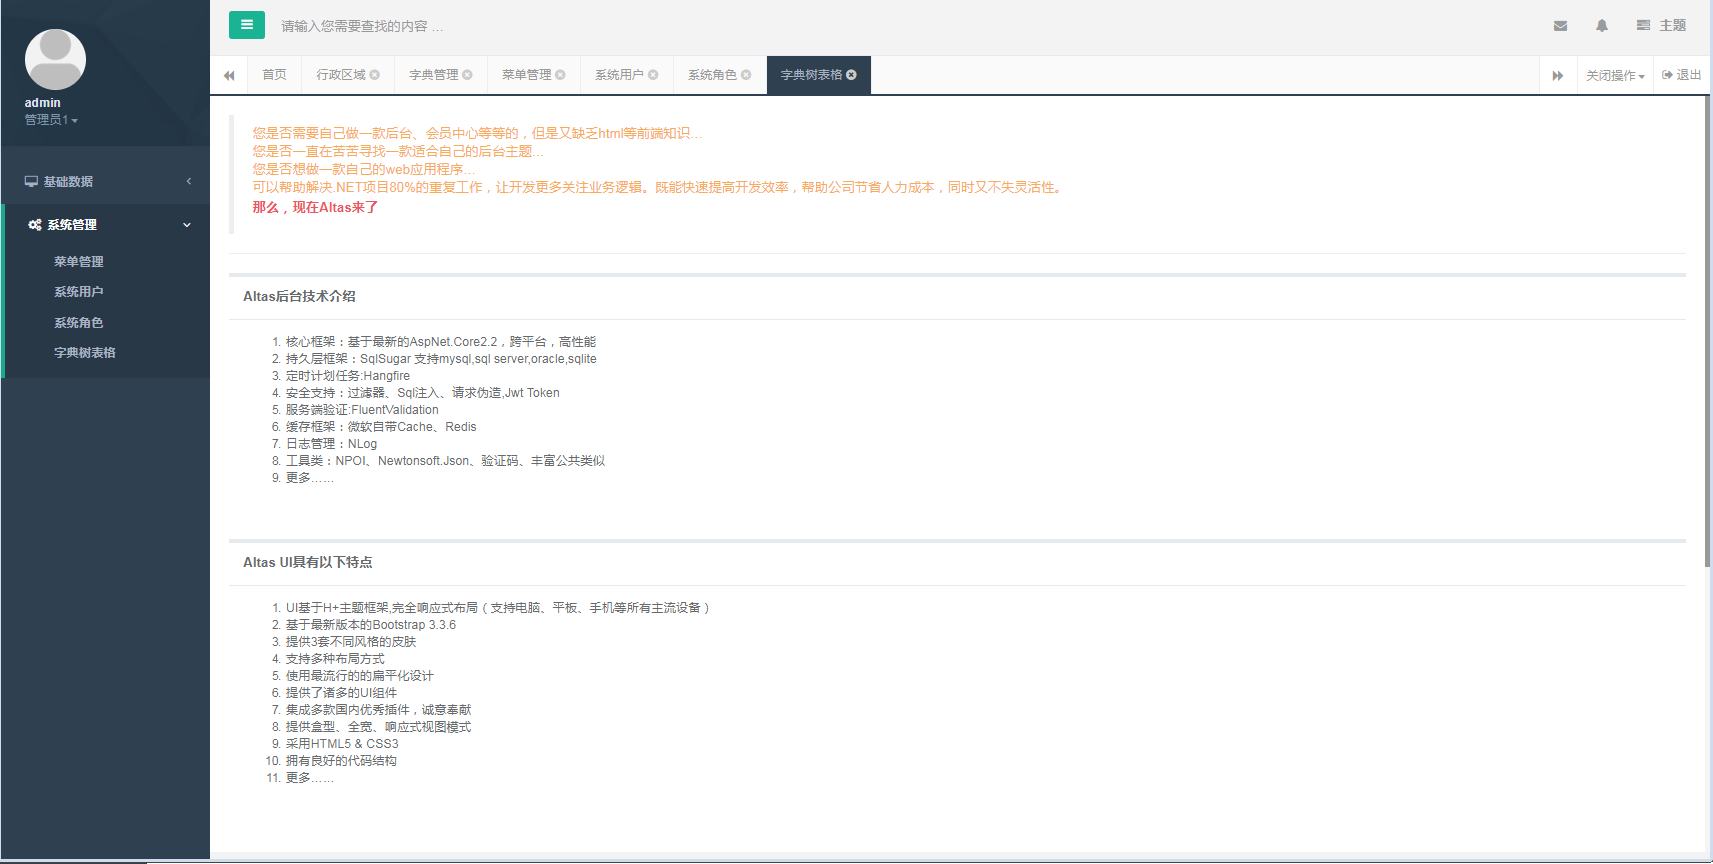 请输入您需要查找的内容 …
主题
admin
管理员1
首页
行政区域
字典管理
菜单管理
系统用户
系统角色
字典树表格
关闭操作
退出
基础数据
系统管理
菜单管理
系统用户
系统角色
字典树表格
您是否需要自己做一款后台、会员中心等等的，但是又缺乏html等前端知识…
您是否一直在苦苦寻找一款适合自己的后台主题…
您是否想做一款自己的web应用程序…
可以帮助解决.NET项目80%的重复工作，让开发更多关注业务逻辑。既能快速提高开发效率，帮助公司节省人力成本，同时又不失灵活性。
那么，现在Altas来了
Altas后台技术介绍
1. 核心框架：基于最新的AspNet.Core2.2，跨平台，高性能
2. 持久层框架：SqlSugar 支持mysql,sql server,oracle,sqlite
3. 定时计划任务:Hangfire
4. 安全支持：过滤器、Sql注入、请求伪造,Jwt Token
5. 服务端验证:FluentValidation
6. 缓存框架：微软自带Cache、Redis
7. 日志管理：NLog
8. 工具类：NPOI、Newtonsoft.Json、验证码、丰富公共类似
9. 更多……
Altas UI具有以下特点
1. UI基于H+主题框架,完全响应式布局（支持电脑、平板、手机等所有主流设备）
2. 基于最新版本的Bootstrap 3.3.6
3. 提供3套不同风格的皮肤
4. 支持多种布局方式
5. 使用最流行的的扁平化设计
6. 提供了诸多的UI组件
7. 集成多款国内优秀插件，诚意奉献
8. 提供盒型、全宽、响应式视图模式
9. 采用HTML5 & CSS3
10. 拥有良好的代码结构
11. 更多……